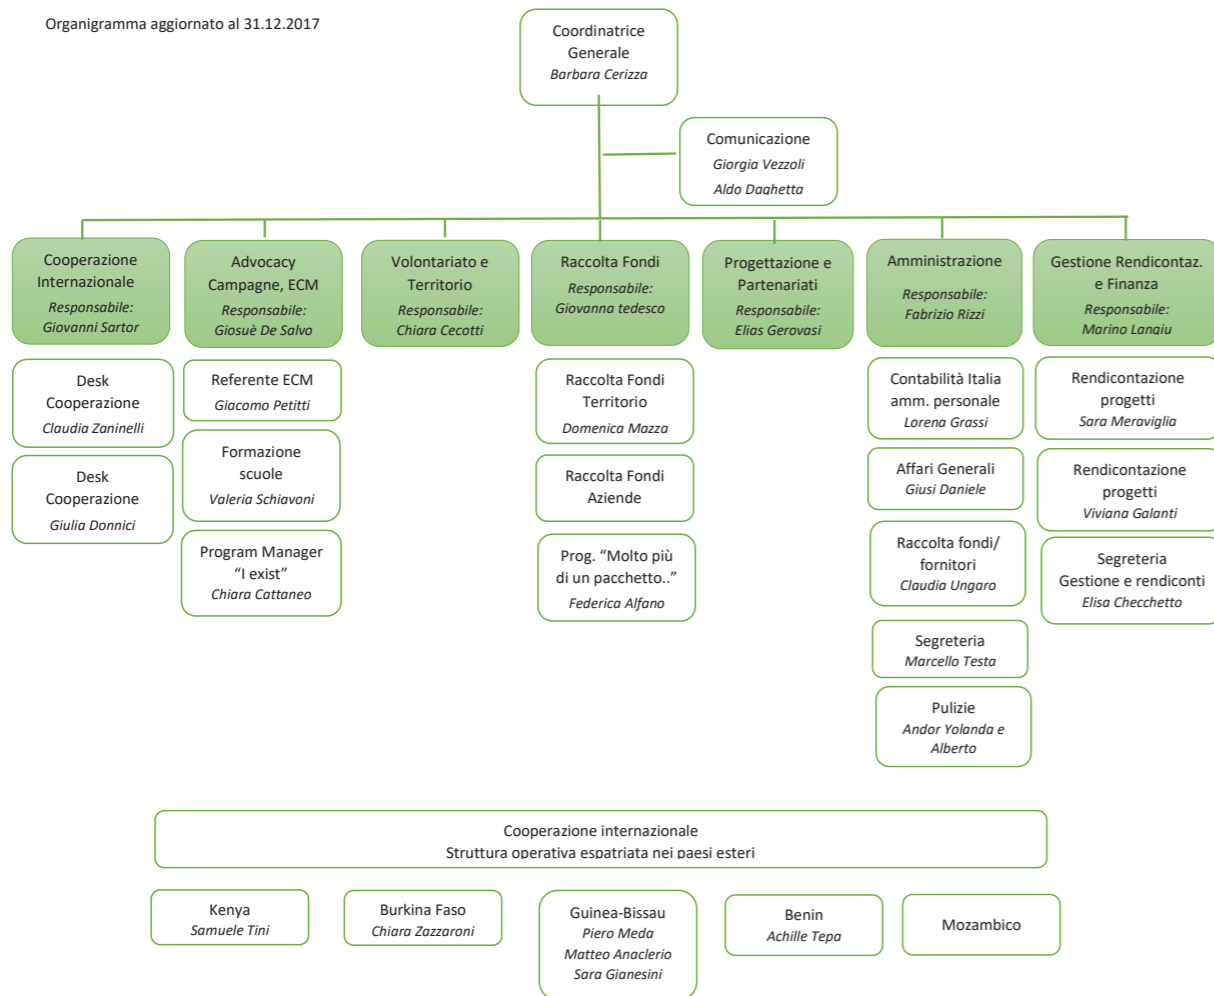 Organigramma aggiornato al 31.12.2017
Coordinatrice
Generale
Barbara Cerizza
Comunicazione
Giorgia Vezzoli
Aldo Daghetta
Cooperazione
Internazionale
Responsabile:
Giovanni Sartor
Advocacy
Campagne, ECM
Responsabile:
Giosuè De Salvo
Volontariato e
Territorio
Responsabile:
Chiara Cecotti
Raccolta Fondi
Responsabile:
Giovanna tedesco
Progettazione e
Partenariati
Responsabile:
Elias Gerovasi
Amministrazione
Responsabile:
Fabrizio Rizzi
Gestione Rendicontaz.
e Finanza
Responsabile:
Marino Langiu
Desk
Cooperazione
Claudia Zaninelli
Desk
Cooperazione
Giulia Donnici
Referente ECM
Giacomo Petitti
Formazione
scuole
Valeria Schiavoni
Program Manager
“I exist”
Chiara Cattaneo
Raccolta Fondi
Territorio
Domenica Mazza
Raccolta Fondi
Aziende
Prog. “Molto più
di un pacchetto..”
Federica Alfano
Contabilità Italia
amm. personale
Lorena Grassi
Affari Generali
Giusi Daniele
Raccolta fondi/
fornitori
Claudia Ungaro
Segreteria
Marcello Testa
Pulizie
Andor Yolanda e
Alberto
Rendicontazione
progetti
Sara Meraviglia
Rendicontazione
progetti
Viviana Galanti
Segreteria
Gestione e rendiconti
Elisa Checchetto
Cooperazione internazionale
Struttura operativa espatriata nei paesi esteri
Kenya
Samuele Tini
Burkina Faso
Chiara Zazzaroni
Guinea-Bissau
Piero Meda
Matteo Anaclerio
Sara Gianesini
Benin
Achille Tepa
Mozambico